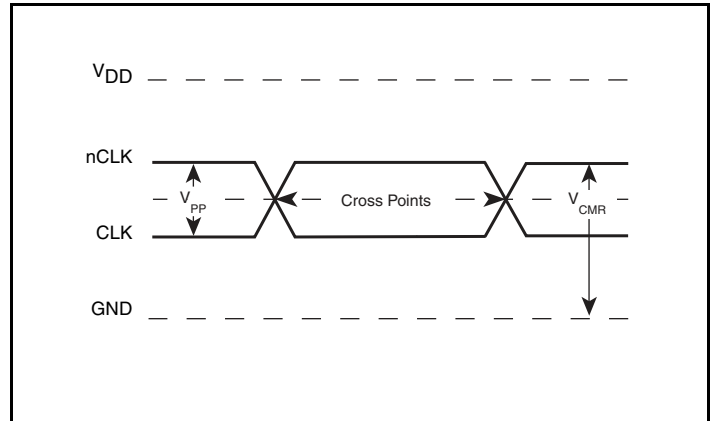 VDD
nCLK
VPP
Cross Points
VCMR
CLK
GND